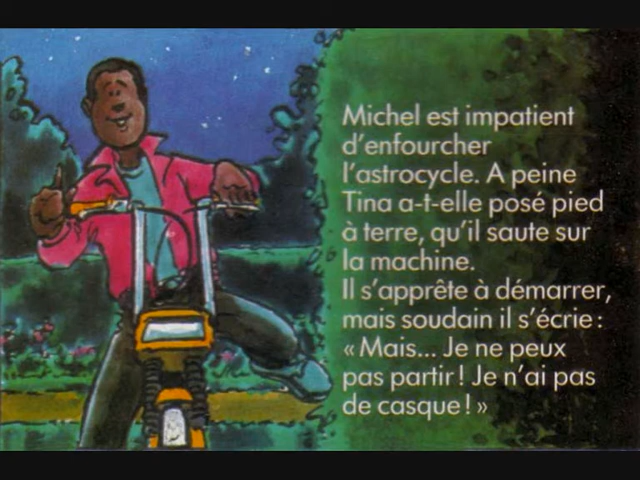 Michel est impatient
d'enfourcher
l'astrocycle. A peine
Tina a-t-elle posé pied
à terre, qu'il saute sur
la machine.
Il s'apprête à démarrer,
mais soudain il s'écrie :
« Mais... Je ne peux
pas partir ! Je n'ai pas
de casque ! »